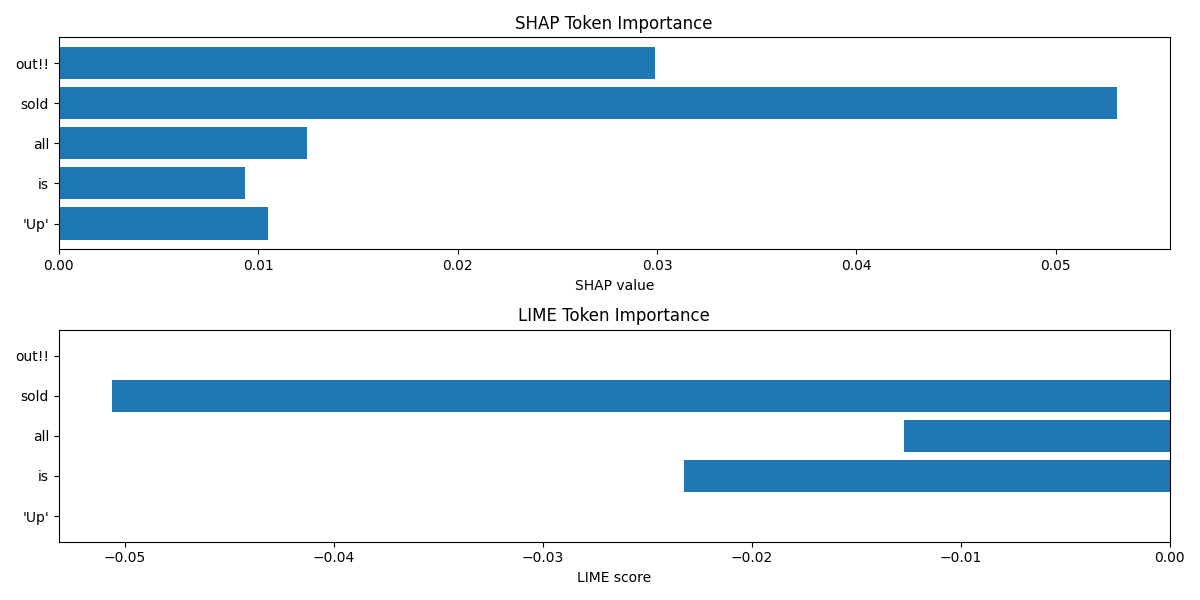 SHAP Token Importance
out!!
sold
all
is
'Up'
0.00 0.01 0.02 0.03 0.04 0.05
SHAP value
LIME Token Importance
out!!
sold
all
is
'Up'
−0.05 −0.04 −0.03 −0.02 −0.01 0.00
LIME score